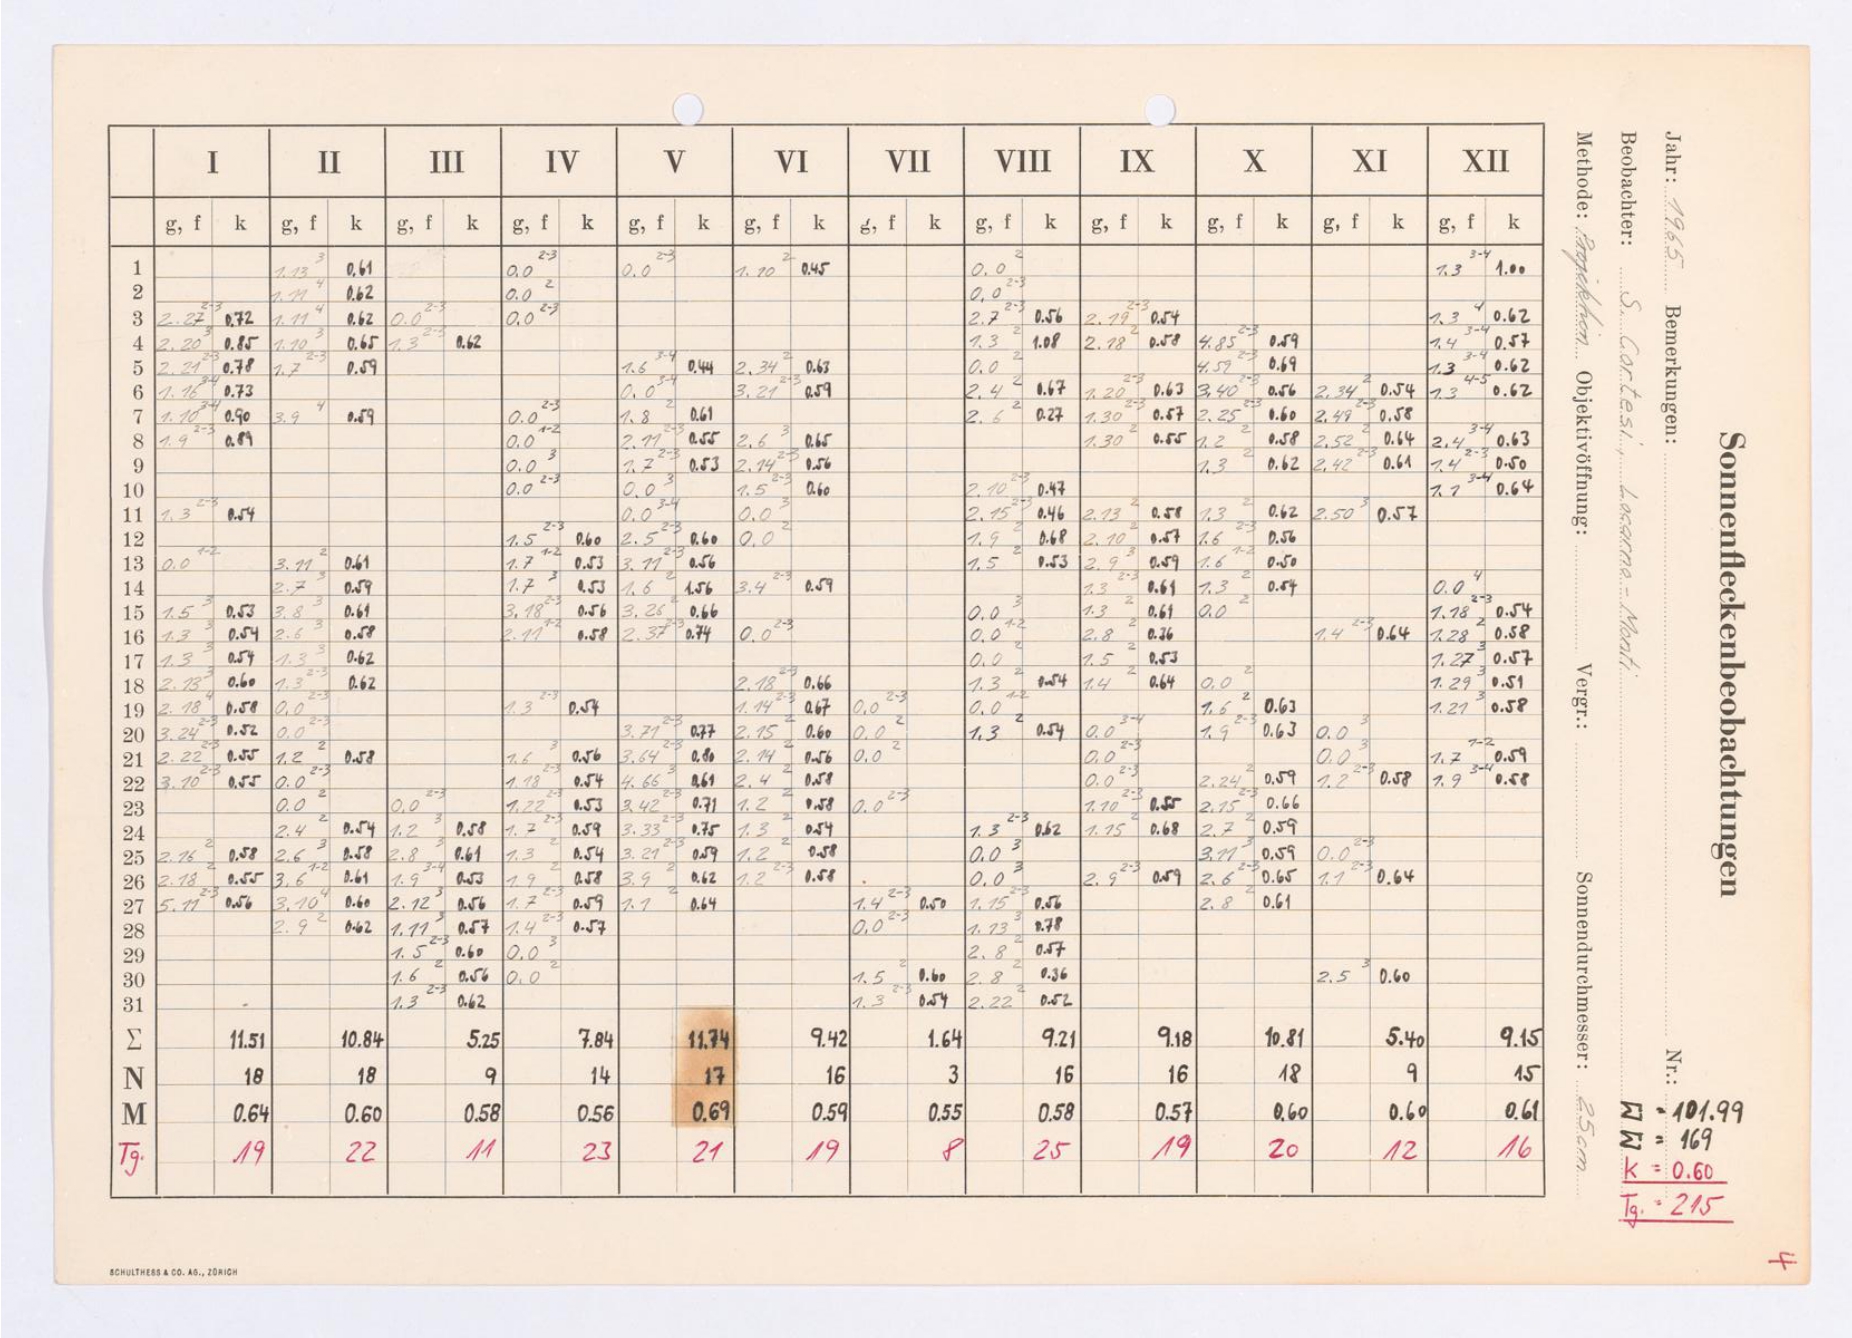 Sonnenfleckenbeobachtungen
Jahr: 1965 Bemerkungen: Nr.:
Beobachter: S. Cortesi, Locarno-Monti
Methode: Projektion Objektivöffnung: Vergr.: Sonnendurchmesser: 25cm
I II III IV V VI VII VIII IX X XI XII
g, f k g, f k g, f k g, f k g, f k g, f k g, f k g, f k g, f k g, f k g, f k g, f k
1 1.13 3 0.61 0.0 2-3 0.0 2-3 1.10 2 0.45 0.0 2 1.3 3-4 1.00
2 1.11 4 0.62 0.0 2 0.0 2-3
3 2.27 2-3 0.72 1.11 4 0.62 0.0 2-3 0.0 2-3 2.7 2-3 0.56 2.19 2-3 0.54 1.3 4 0.62
4 2.20 3 0.85 1.10 3 0.65 1.3 2-3 0.62 1.3 2 1.08 2.18 2 0.58 4.85 2-3 0.59 1.4 3-4 0.57
5 2.21 2-3 0.78 1.7 2-3 0.59 1.6 3-4 0.44 2.34 2 0.63 0.0 2 4.59 2-3 0.69 1.3 3-4 0.62
6 1.16 3-4 0.73 0.0 3-4 3.21 2-3 0.59 2.4 2 0.67 1.20 2-3 0.63 3.40 2-3 0.56 2.34 2 0.54 1.3 4-5 0.62
7 1.10 3-4 0.90 3.9 4 0.59 0.0 2-3 1.8 2 0.61 2.6 2 0.27 1.30 2-3 0.57 2.25 2-3 0.60 2.49 2-3 0.58
8 1.9 2-3 0.89 0.0 1-2 2.11 2-3 0.55 2.6 3 0.65 1.30 2 0.55 1.2 2 0.58 2.52 2 0.64 2.4 3-4 0.63
9 0.0 3 1.7 2-3 0.53 2.14 2-3 0.56 1.3 2 0.62 2.42 2-3 0.61 1.4 2-3 0.50
10 0.0 2-3 0.0 3 1.5 2-3 0.60 2.10 2-3 0.47 1.1 3-4 0.64
11 1.3 2-3 0.54 0.0 3-4 0.0 3 2.15 2-3 0.46 2.13 2 0.58 1.3 2 0.62 2.50 3 0.57
12 1.5 2-3 0.60 2.5 2-3 0.60 0.0 2 1.9 2 0.68 2.10 2 0.57 1.6 2-3 0.56
13 0.0 1-2 3.11 2 0.61 1.7 1-2 0.53 3.11 2-3 0.56 1.5 2 0.53 2.9 3 0.59 1.6 1-2 0.50
14 2.7 3 0.59 1.7 3 0.53 1.6 2 1.56 3.4 2-3 0.59 1.3 2-3 0.61 1.3 2 0.54 0.0 4
15 1.5 3 0.53 3.8 3 0.61 3.18 2-3 0.56 3.26 2 0.66 0.0 3 1.3 2 0.61 0.0 2 1.18 2-3 0.54
16 1.3 3 0.54 2.6 3 0.58 2.11 1-2 0.58 2.37 2-3 0.74 0.0 2-3 0.0 1-2 2.8 2 0.36 1.4 2-3 0.64 1.28 2 0.58
17 1.3 3 0.54 1.3 3 0.62 0.0 2 1.5 2 0.53 1.27 3 0.57
18 2.13 3 0.60 1.3 2-3 0.62 2.18 2-3 0.66 1.3 2 0.54 1.4 2 0.64 0.0 2 1.29 3 0.51
19 2.18 4 0.58 0.0 2-3 1.3 2-3 0.54 1.14 2-3 0.67 0.0 2-3 0.0 1-2 1.6 2 0.63 1.21 3 0.58
20 3.24 2-3 0.52 0.0 2-3 3.71 2-3 0.77 2.15 2 0.60 0.0 2 1.3 2 0.54 0.0 3-4 1.9 2-3 0.63 0.0 3
21 2.22 2-3 0.55 1.2 2 0.58 1.6 3 0.56 3.64 2-3 0.80 2.14 2 0.56 0.0 2 0.0 2-3 0.0 3 1.7 1-2 0.59
22 3.10 2-3 0.55 0.0 2-3 1.18 2-3 0.54 4.66 3 0.61 2.4 2 0.58 0.0 2-3 2.24 2 0.59 1.2 2-3 0.58 1.9 3-4 0.58
23 0.0 2 0.0 2-3 1.22 2-3 0.53 3.42 2-3 0.71 1.2 2 0.58 0.0 2-3 1.10 2-3 0.55 2.15 2 0.66
24 2.4 2 0.54 1.2 3 0.58 1.7 2-3 0.59 3.33 2-3 0.75 1.3 2 0.54 1.3 2-3 0.62 1.15 2 0.68 2.7 2 0.59
25 2.16 2 0.58 2.6 3 0.58 2.8 3 0.61 1.3 2 0.54 3.21 2-3 0.59 1.2 2 0.58 0.0 3 3.11 3 0.59 0.0 2-3
26 2.18 2 0.55 3.6 1-2 0.61 1.9 3-4 0.53 1.9 2 0.58 3.9 2 0.62 1.2 2-3 0.58 0.0 3 2.9 2-3 0.59 2.6 2-3 0.65 1.1 2-3 0.64
27 5.11 2-3 0.56 3.10 4 0.60 2.12 3 0.56 1.7 2-3 0.59 1.1 2 0.64 1.4 2-3 0.50 1.15 2-3 0.56 2.8 2 0.61
28 2.9 2 0.62 1.11 3 0.57 1.4 2-3 0.57 0.0 2-3 1.13 2 0.78
29 1.5 2-3 0.60 0.0 3 2.8 2 0.57
30 1.6 2 0.56 0.0 2 1.5 2 0.60 2.8 2 0.36 2.5 3 0.60
31 1.3 2-3 0.62 1.3 2-3 0.54 2.22 2 0.52
Σ 11.51 10.84 5.25 7.84 11.74 9.42 1.64 9.21 9.18 10.81 5.40 9.15
N 18 18 9 14 17 16 3 16 16 18 9 15
M 0.64 0.60 0.58 0.56 0.69 0.59 0.55 0.58 0.57 0.60 0.60 0.61
Tg. 19 22 11 23 21 19 8 25 19 20 12 16
= 101.99
= 169
k = 0.60
Tg. = 215
4
SCHULTHESS & CO. AG., ZÜRICH